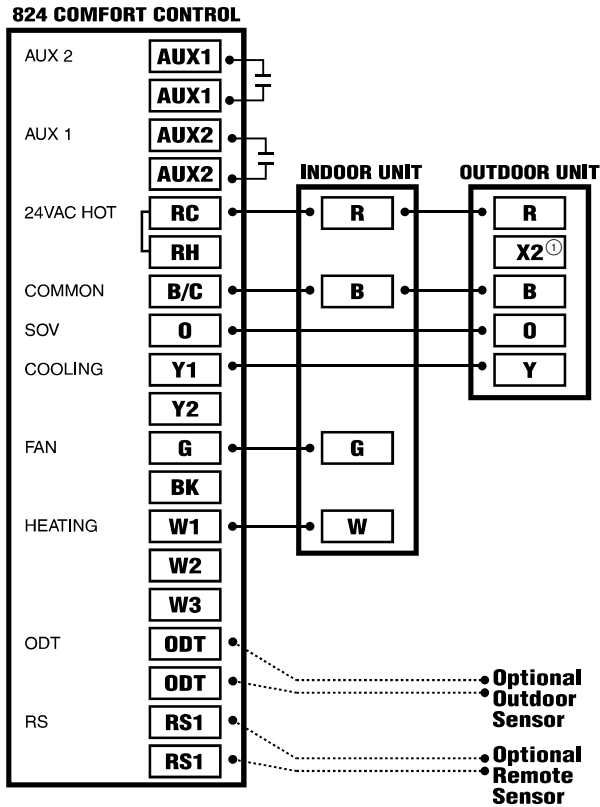 824 COMFORT CONTROL
AUX 2
AUX1
AUX1
AUX 1
AUX2
AUX2
INDOOR UNIT
OUTDOOR UNIT
24VAC HOT
RC
R
R
RH
X2①
COMMON
B/C
B
B
SOV
O
O
COOLING
Y1
Y
Y2
FAN
G
G
BK
HEATING
W1
W
W2
W3
ODT
ODT
ODT
Optional
Outdoor
Sensor
RS
RS1
RS1
Optional
Remote
Sensor